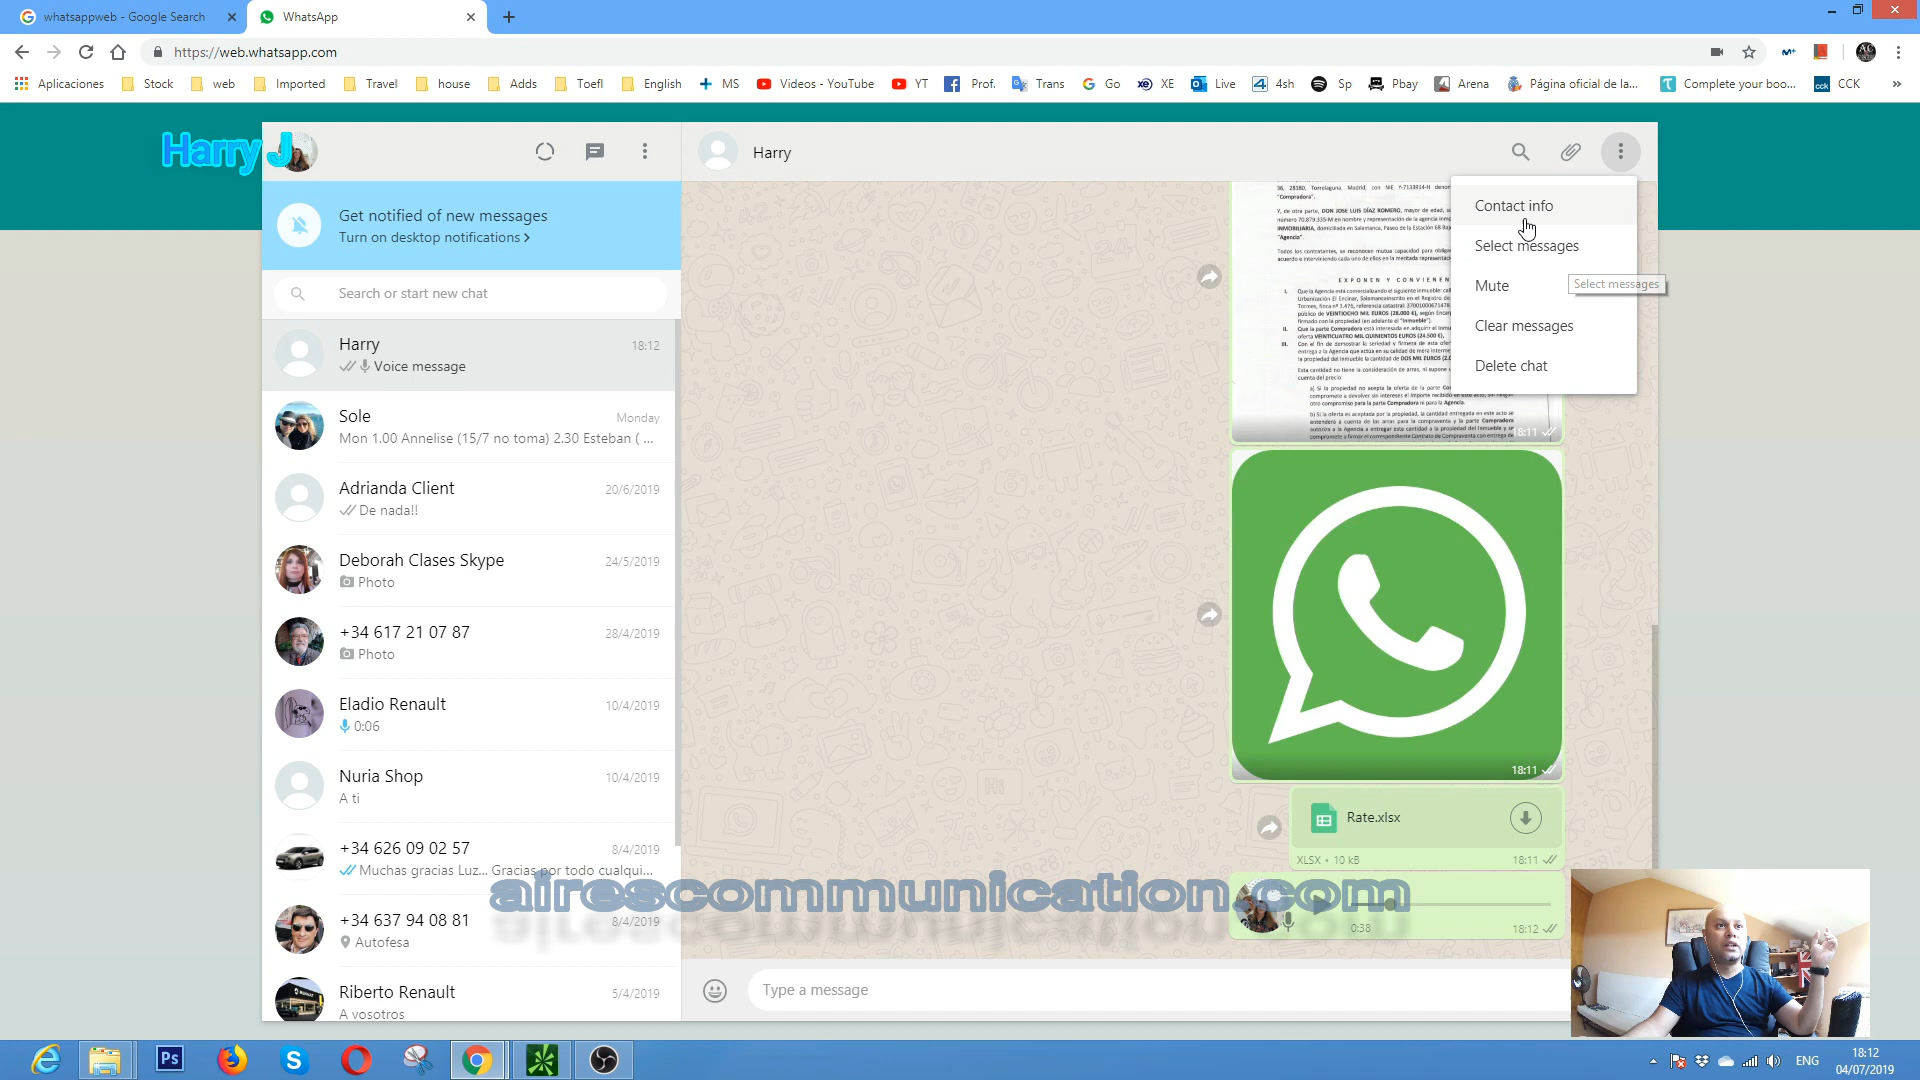 whatsappweb - Google Search
WhatsApp
https://web.whatsapp.com
Aplicaciones Stock web Imported Travel house Adds Toefl English MS Videos - YouTube YT Prof. Trans Go XE Live 4sh Sp Pbay Arena Página oficial de la... Complete your boo... CCK
Harry J
Harry
Get notified of new messages
Turn on desktop notifications >
Search or start new chat
Harry 18:12
Voice message
Sole Monday
Mon 1.00 Annelise (15/7 no toma) 2.30 Esteban ( ...
Adrianda Client 20/6/2019
De nada!!
Deborah Clases Skype 24/5/2019
Photo
+34 617 21 07 87 28/4/2019
Photo
Eladio Renault 10/4/2019
0:06
Nuria Shop 10/4/2019
A ti
+34 626 09 02 57 8/4/2019
Muchas gracias Luz... Gracias por todo cualqui...
+34 637 94 08 81 8/4/2019
Autofesa
Riberto Renault 5/4/2019
A vosotros
Contact info
Select messages
Mute
Select messages
Clear messages
Delete chat
EXPONEN Y CONVIENEN
18:11
18:11
Rate.xlsx
XLSX • 10 kB 18:11
0:38 18:12
airescommunication.com
Type a message
Ps
ENG
18:12
04/07/2019